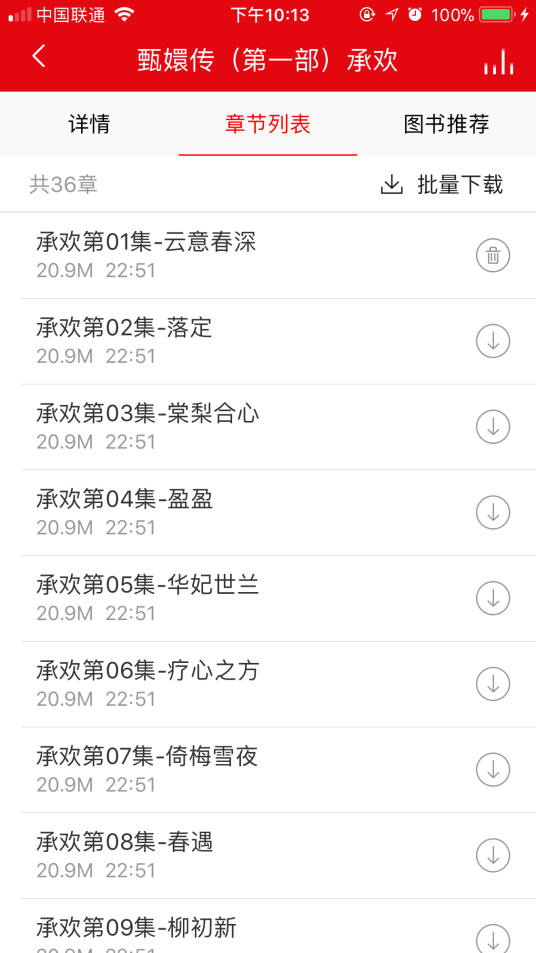 中国联通 下午10:13 100%
甄嬛传（第一部）承欢
详情 章节列表 图书推荐
共36章 批量下载
承欢第01集-云意春深
20.9M 22:51
承欢第02集-落定
20.9M 22:51
承欢第03集-棠梨合心
20.9M 22:51
承欢第04集-盈盈
20.9M 22:51
承欢第05集-华妃世兰
20.9M 22:51
承欢第06集-疗心之方
20.9M 22:51
承欢第07集-倚梅雪夜
20.9M 22:51
承欢第08集-春遇
20.9M 22:51
承欢第09集-柳初新